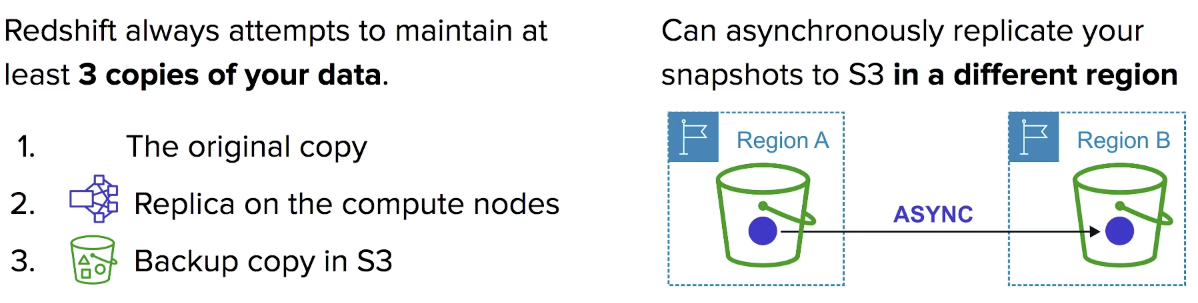 Redshift always attempts to maintain at
least 3 copies of your data.
1. The original copy
2. Replica on the compute nodes
3. Backup copy in S3
Can asynchronously replicate your
snapshots to S3 in a different region
Region A
Region B
ASYNC